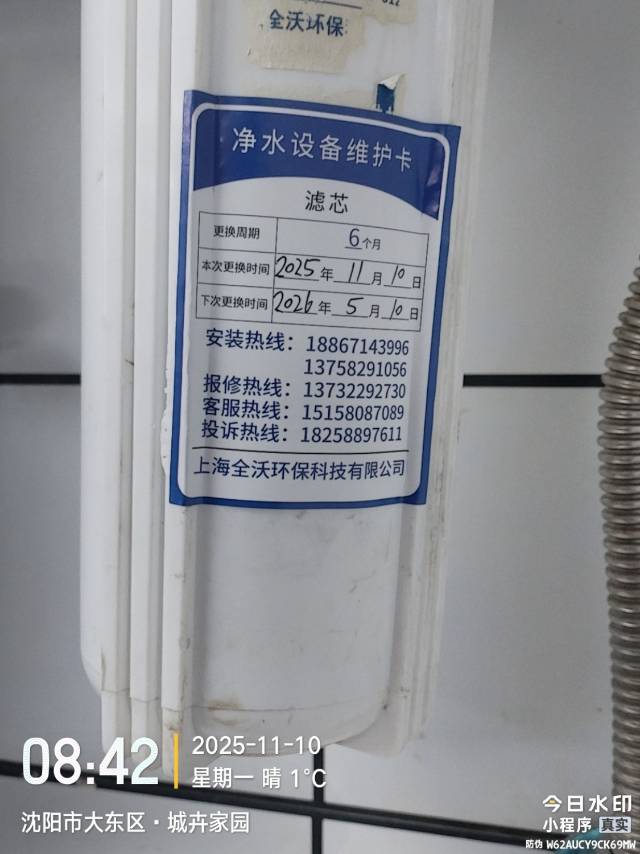 全沃环保
净水设备维护卡
滤芯
更换周期 6个月
本次更换时间 2025年11月10日
下次更换时间 2026年5月10日
安装热线：18867143996
13758291056
报修热线：13732292730
客服热线：15158087089
投诉热线：18258897611
上海全沃环保科技有限公司
08:42
2025-11-10
星期一 晴 1℃
沈阳市大东区·城卉家园
今日水印
小程序 真实
防伪 W62AUCY9CK69MW